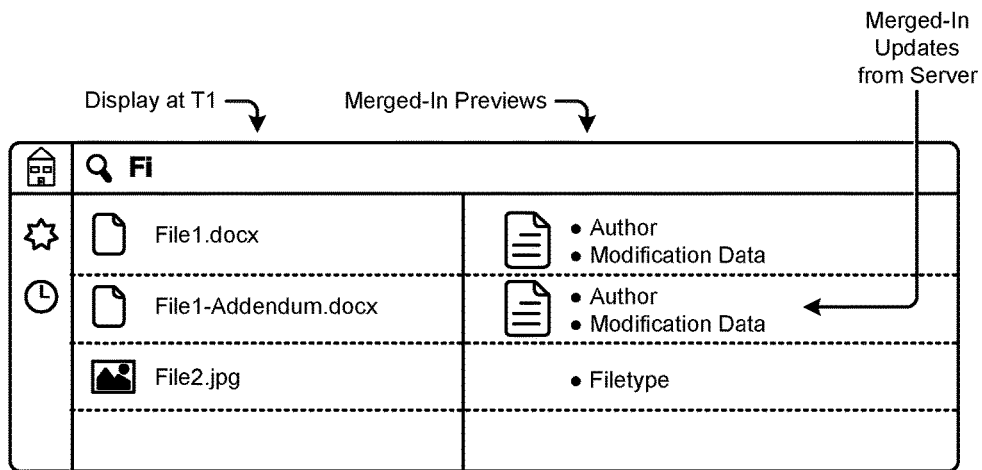 Merged-In
Updates
from Server
Display at T1
Merged-In Previews
Fi
File1.docx
• Author
• Modification Data
File1-Addendum.docx
• Author
• Modification Data
File2.jpg
• Filetype